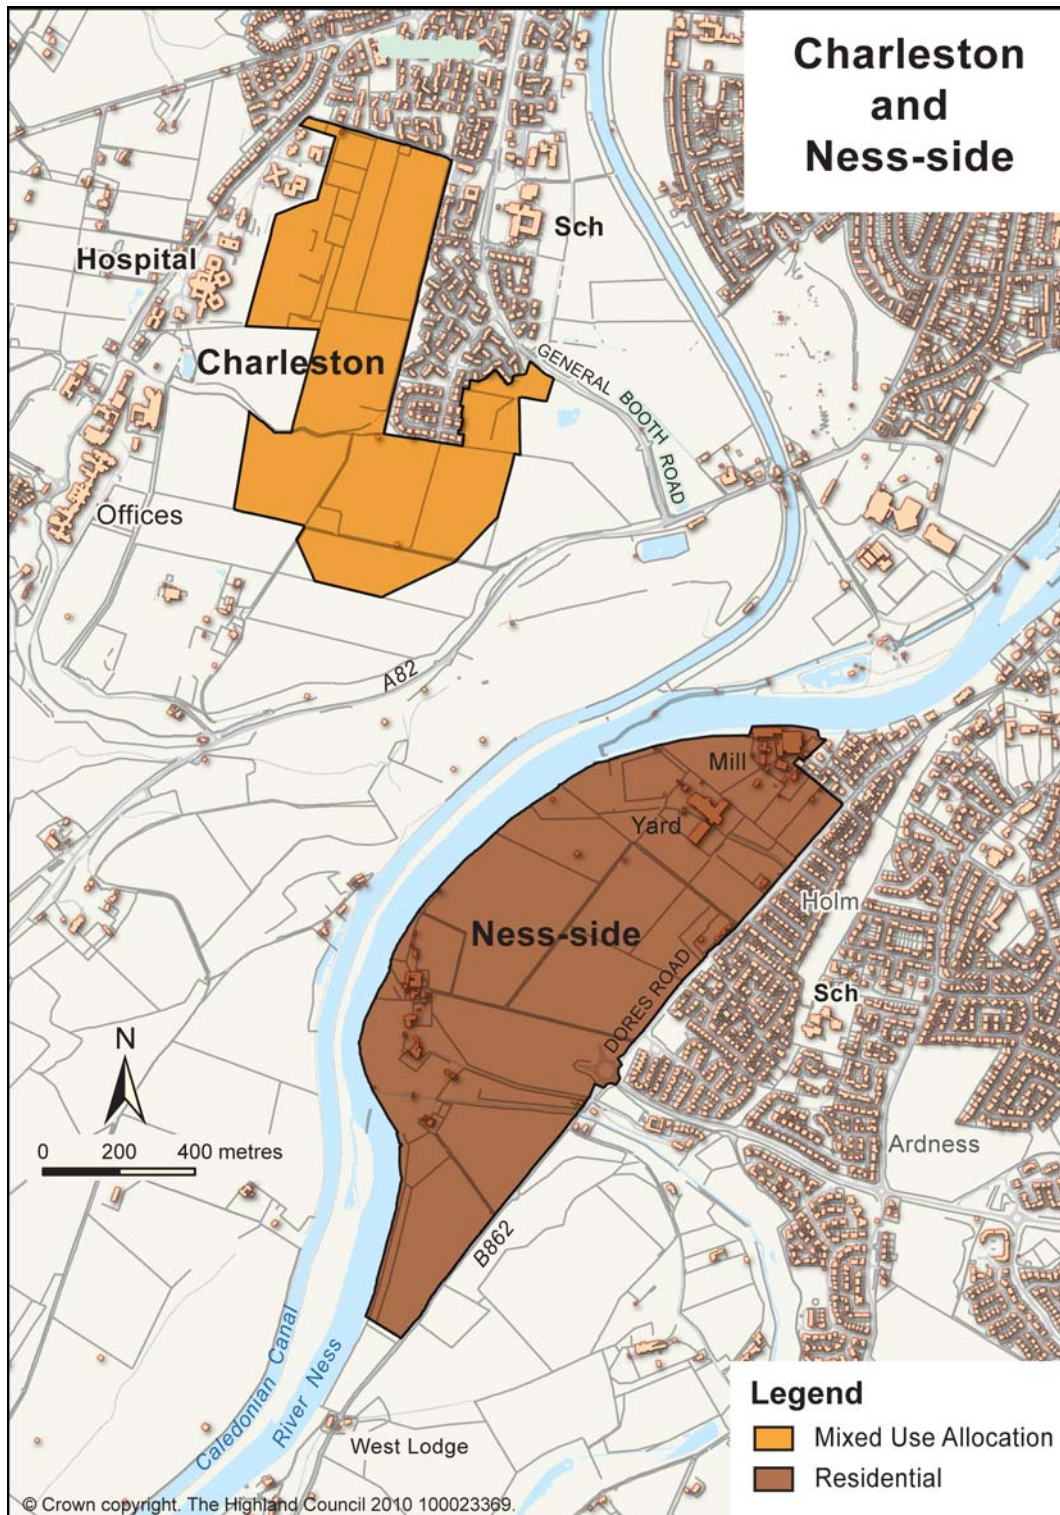 Charleston
and
Ness-side
Sch
Hospital
Charleston
GENERAL BOOTH ROAD
Offices
A82
Mill
Yard
Holm
Ness-side
DORES ROAD
Sch
N
0 200 400 metres
Ardness
B862
Caledonian Canal
River Ness
West Lodge
Legend
Mixed Use Allocation
Residential
© Crown copyright. The Highland Council 2010 100023369.